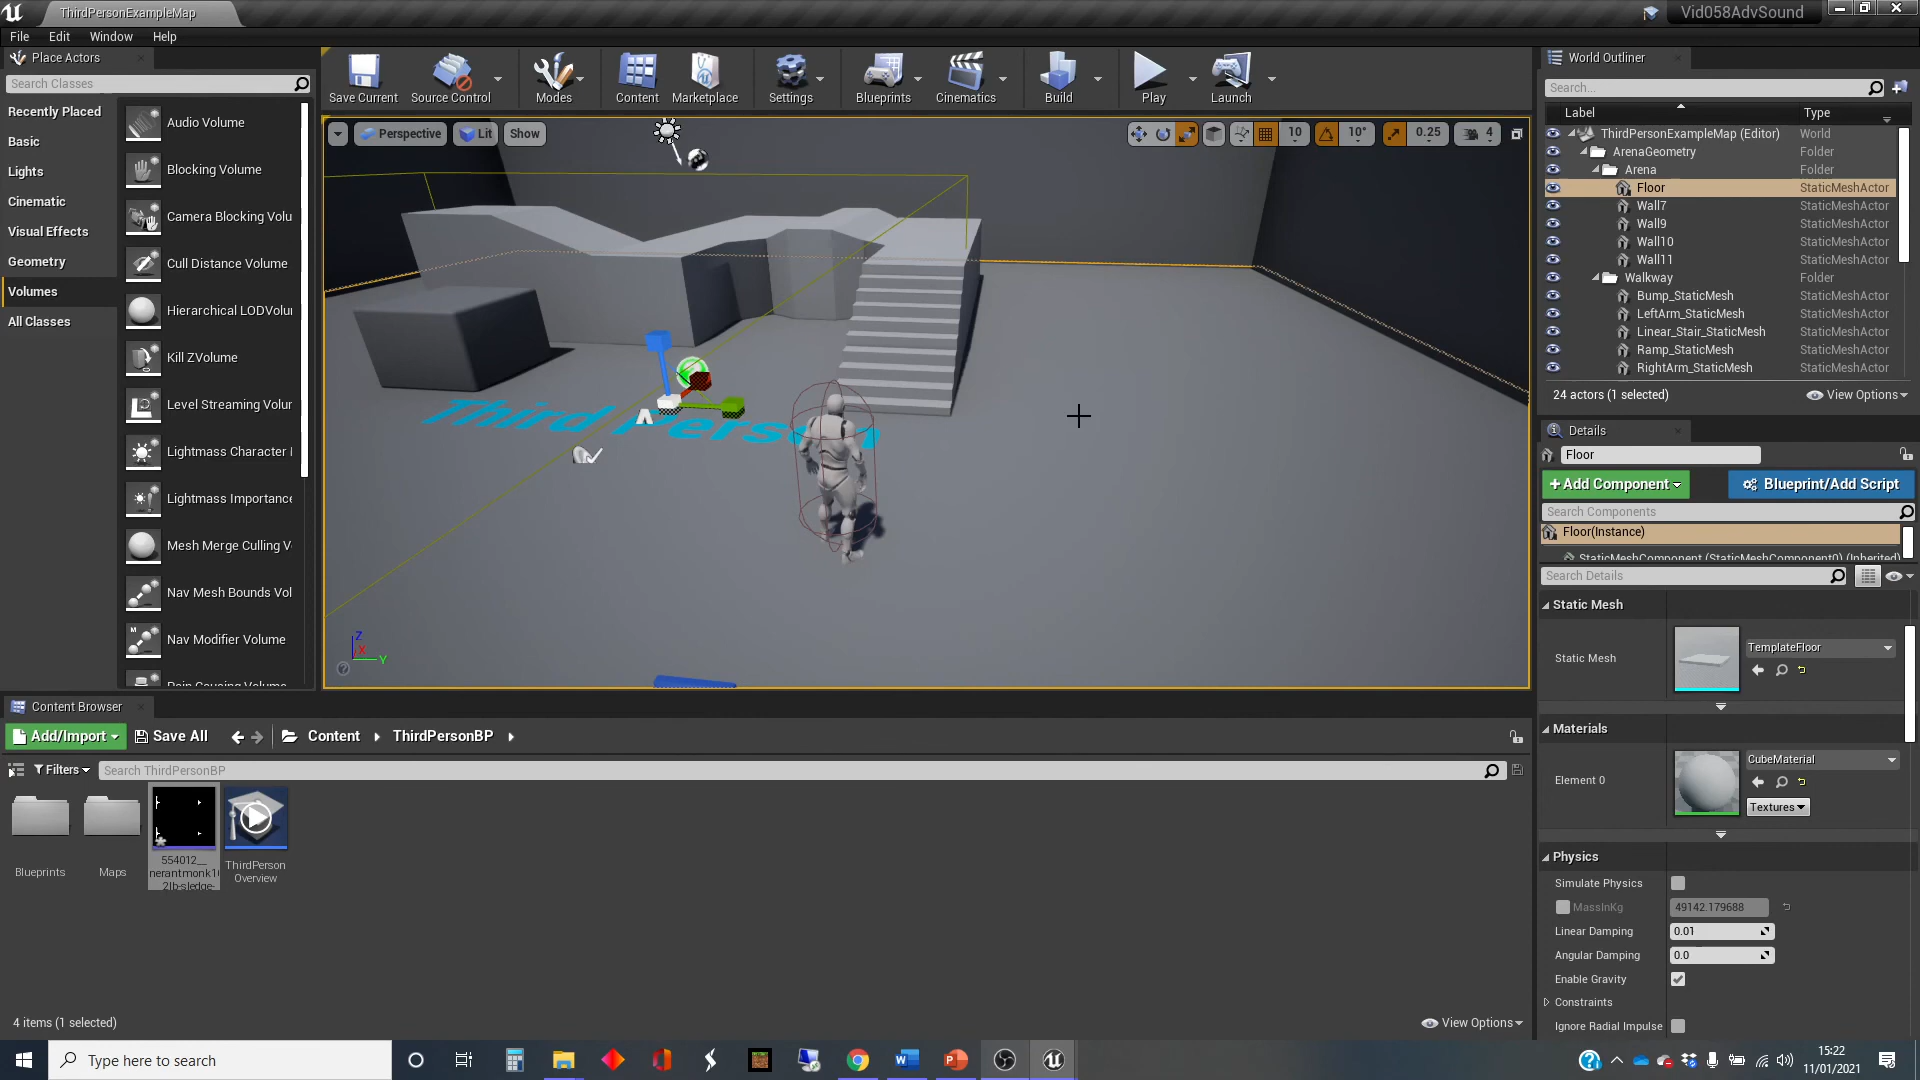 ThirdPersonExampleMap
Vid058AdvSound
File Edit Window Help
Place Actors
Search Classes
Recently Placed
Basic
Lights
Cinematic
Visual Effects
Geometry
Volumes
All Classes
Audio Volume
Blocking Volume
Camera Blocking Volu
Cull Distance Volume
Hierarchical LODVolu
Kill ZVolume
Level Streaming Volur
Lightmass Character
Lightmass Importance
Mesh Merge Culling V
Nav Mesh Bounds Vol
Nav Modifier Volume
Save Current
Source Control
Modes
Content
Marketplace
Settings
Blueprints
Cinematics
Build
Play
Launch
Perspective
Lit
Show
10
10°
0.25
4
Third Person
Z
X
Y
World Outliner
Search...
Label Type
ThirdPersonExampleMap (Editor) World
ArenaGeometry Folder
Arena Folder
Floor StaticMeshActor
Wall7 StaticMeshActor
Wall9 StaticMeshActor
Wall10 StaticMeshActor
Wall11 StaticMeshActor
Walkway Folder
Bump_StaticMesh StaticMeshActor
LeftArm_StaticMesh StaticMeshActor
Linear_Stair_StaticMesh StaticMeshActor
Ramp_StaticMesh StaticMeshActor
RightArm_StaticMesh StaticMeshActor
24 actors (1 selected)
View Options
Details
Floor
+Add Component
Blueprint/Add Script
Search Components
Floor(Instance)
StaticMeshComponent (StaticMeshComponent0) (Inherited)
Search Details
Static Mesh
Static Mesh
TemplateFloor
Materials
Element 0
CubeMaterial
Textures
Physics
Simulate Physics
MassInKg 49142.179688
Linear Damping 0.01
Angular Damping 0.0
Enable Gravity
Constraints
Ignore Radial Impulse
Content Browser
Add/Import
Save All
Content
ThirdPersonBP
Filters
Search ThirdPersonBP
Blueprints
Maps
554012__
nerantmonk1
2lb-sledge-
ThirdPerson
Overview
4 items (1 selected)
View Options
Type here to search
15:22
11/01/2021